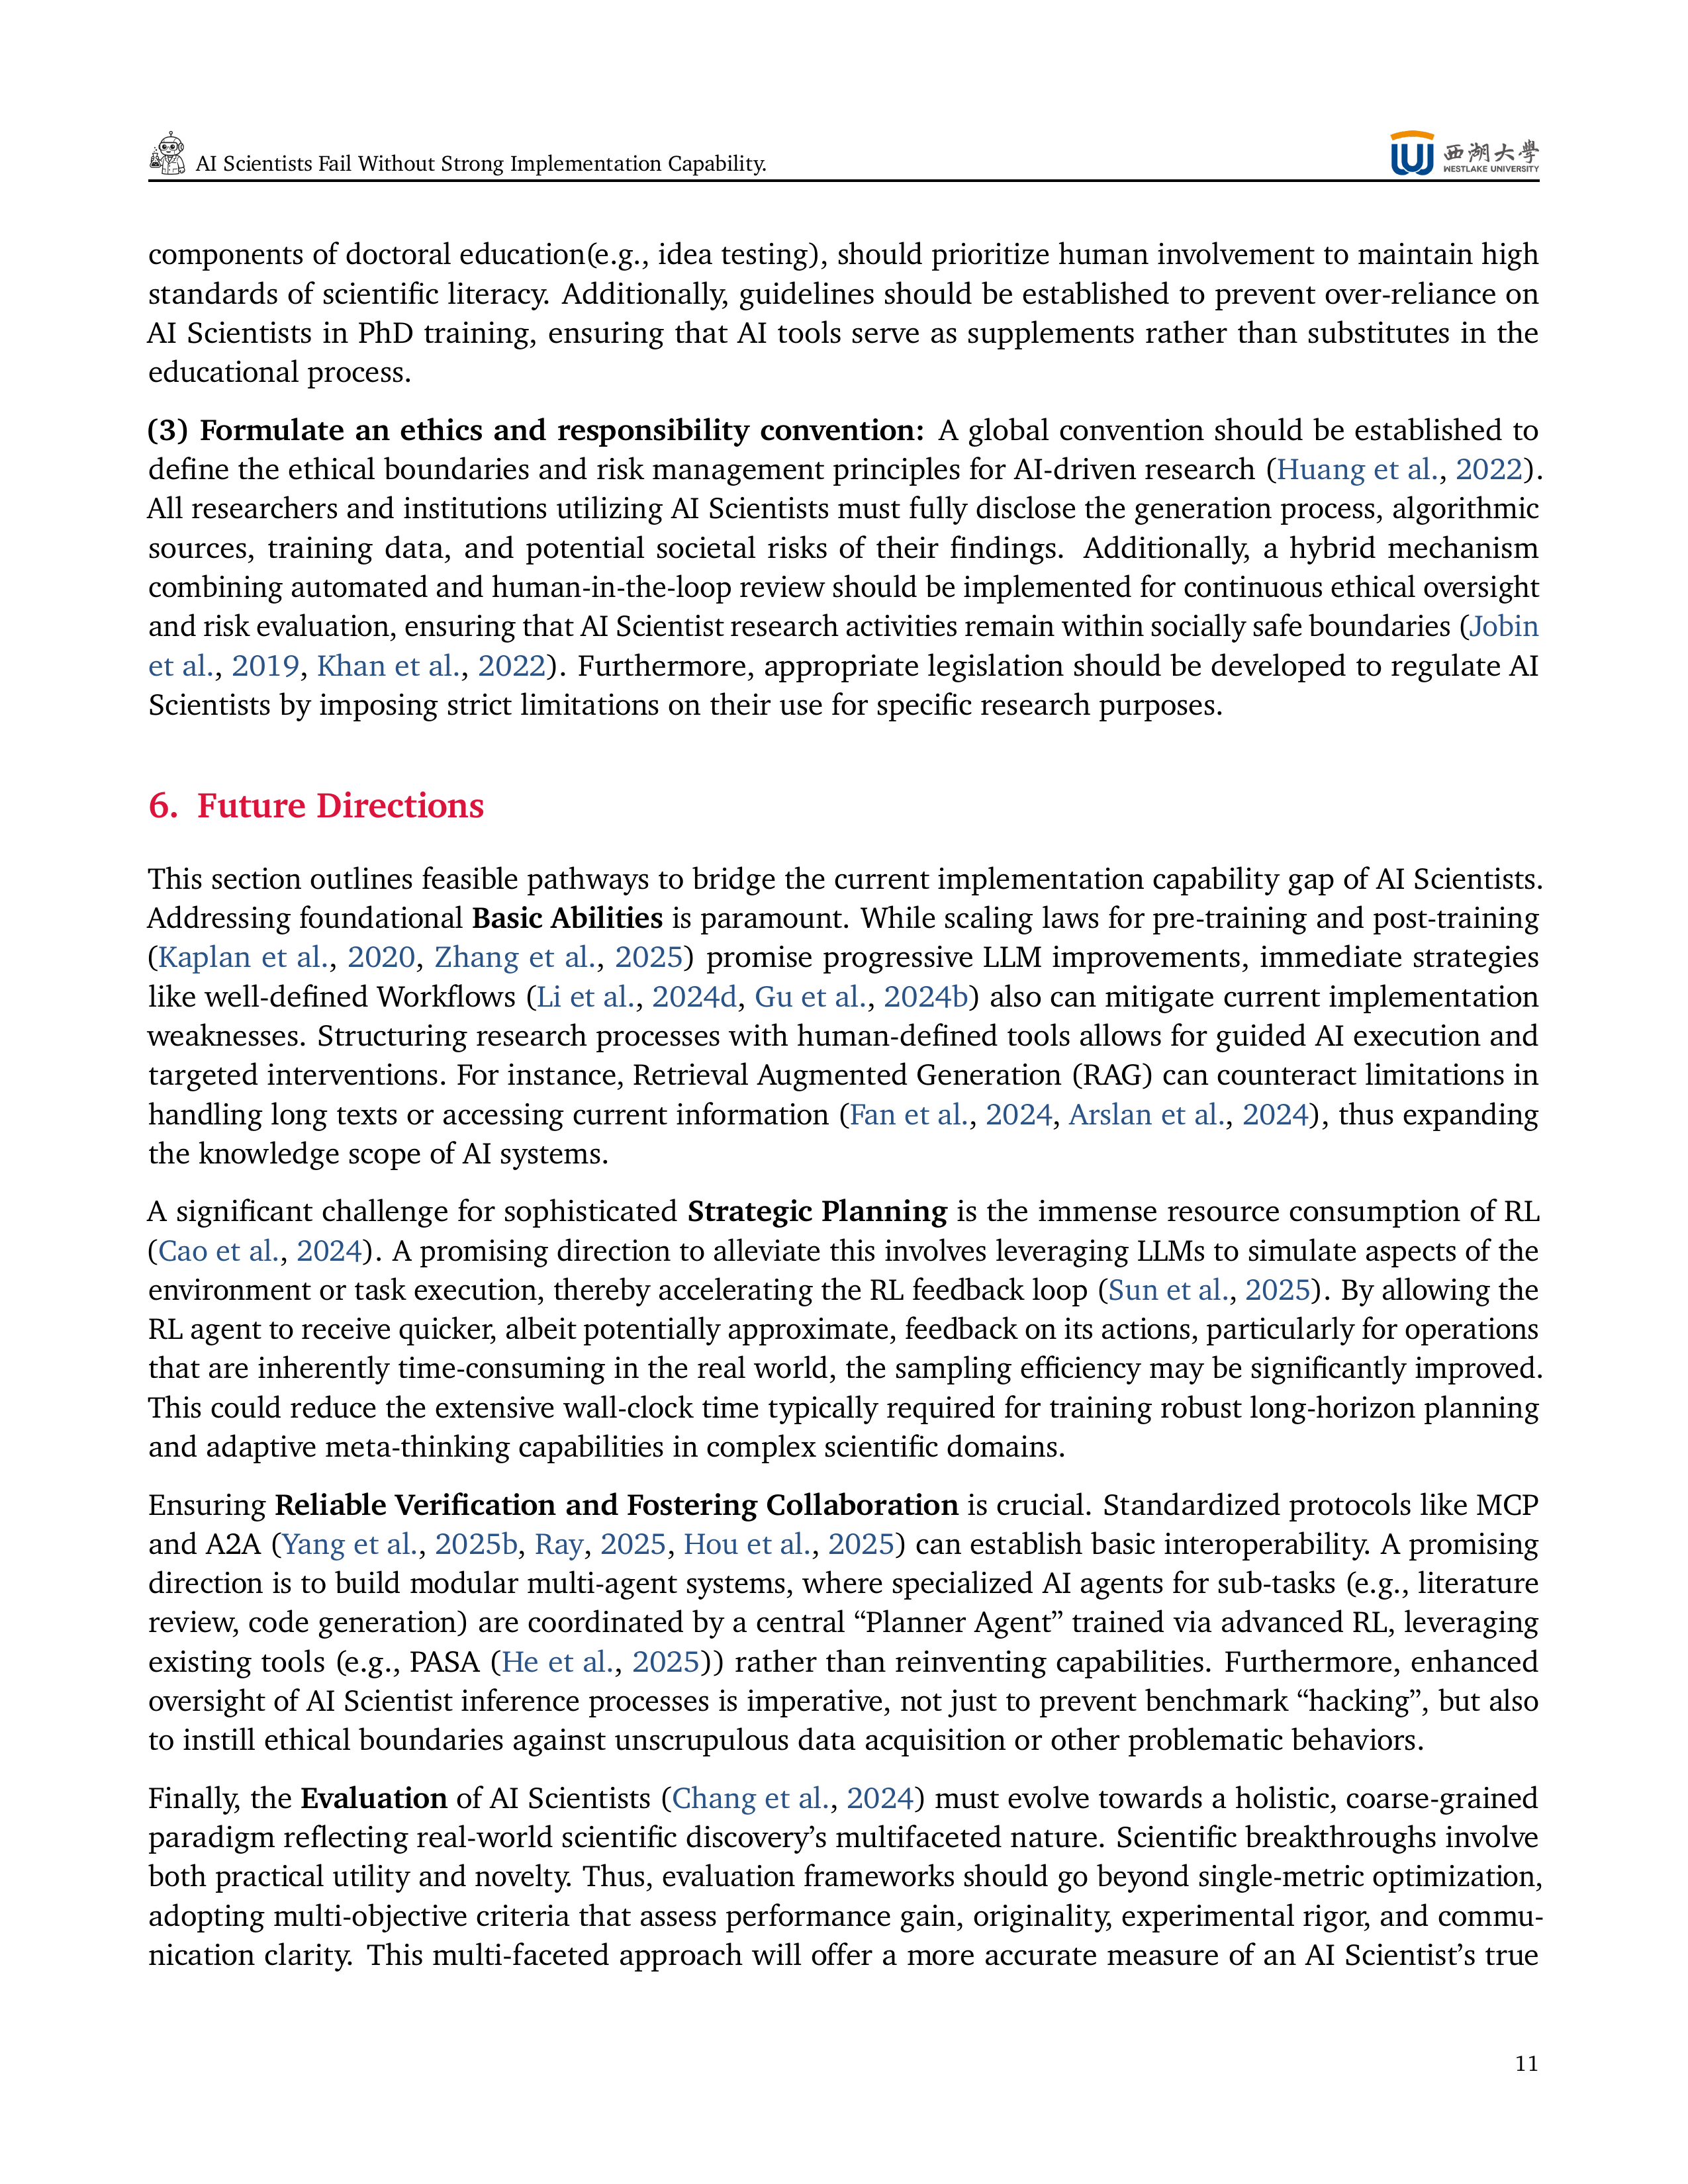 AI Scientists Fail Without Strong Implementation Capability.
西湖大學
WESTLAKE UNIVERSITY
components of doctoral education(e.g., idea testing), should prioritize human involvement to maintain high
standards of scientific literacy. Additionally, guidelines should be established to prevent over-reliance on
AI Scientists in PhD training, ensuring that AI tools serve as supplements rather than substitutes in the
educational process.
(3) Formulate an ethics and responsibility convention: A global convention should be established to
define the ethical boundaries and risk management principles for AI-driven research (Huang et al., 2022).
All researchers and institutions utilizing AI Scientists must fully disclose the generation process, algorithmic
sources, training data, and potential societal risks of their findings. Additionally, a hybrid mechanism
combining automated and human-in-the-loop review should be implemented for continuous ethical oversight
and risk evaluation, ensuring that AI Scientist research activities remain within socially safe boundaries (Jobin
et al., 2019, Khan et al., 2022). Furthermore, appropriate legislation should be developed to regulate AI
Scientists by imposing strict limitations on their use for specific research purposes.
6. Future Directions
This section outlines feasible pathways to bridge the current implementation capability gap of AI Scientists.
Addressing foundational Basic Abilities is paramount. While scaling laws for pre-training and post-training
(Kaplan et al., 2020, Zhang et al., 2025) promise progressive LLM improvements, immediate strategies
like well-defined Workflows (Li et al., 2024d, Gu et al., 2024b) also can mitigate current implementation
weaknesses. Structuring research processes with human-defined tools allows for guided AI execution and
targeted interventions. For instance, Retrieval Augmented Generation (RAG) can counteract limitations in
handling long texts or accessing current information (Fan et al., 2024, Arslan et al., 2024), thus expanding
the knowledge scope of AI systems.
A significant challenge for sophisticated Strategic Planning is the immense resource consumption of RL
(Cao et al., 2024). A promising direction to alleviate this involves leveraging LLMs to simulate aspects of the
environment or task execution, thereby accelerating the RL feedback loop (Sun et al., 2025). By allowing the
RL agent to receive quicker, albeit potentially approximate, feedback on its actions, particularly for operations
that are inherently time-consuming in the real world, the sampling efficiency may be significantly improved.
This could reduce the extensive wall-clock time typically required for training robust long-horizon planning
and adaptive meta-thinking capabilities in complex scientific domains.
Ensuring Reliable Verification and Fostering Collaboration is crucial. Standardized protocols like MCP
and A2A (Yang et al., 2025b, Ray, 2025, Hou et al., 2025) can establish basic interoperability. A promising
direction is to build modular multi-agent systems, where specialized AI agents for sub-tasks (e.g., literature
review, code generation) are coordinated by a central “Planner Agent” trained via advanced RL, leveraging
existing tools (e.g., PASA (He et al., 2025)) rather than reinventing capabilities. Furthermore, enhanced
oversight of AI Scientist inference processes is imperative, not just to prevent benchmark “hacking”, but also
to instill ethical boundaries against unscrupulous data acquisition or other problematic behaviors.
Finally, the Evaluation of AI Scientists (Chang et al., 2024) must evolve towards a holistic, coarse-grained
paradigm reflecting real-world scientific discovery’s multifaceted nature. Scientific breakthroughs involve
both practical utility and novelty. Thus, evaluation frameworks should go beyond single-metric optimization,
adopting multi-objective criteria that assess performance gain, originality, experimental rigor, and commu-
nication clarity. This multi-faceted approach will offer a more accurate measure of an AI Scientist’s true
11